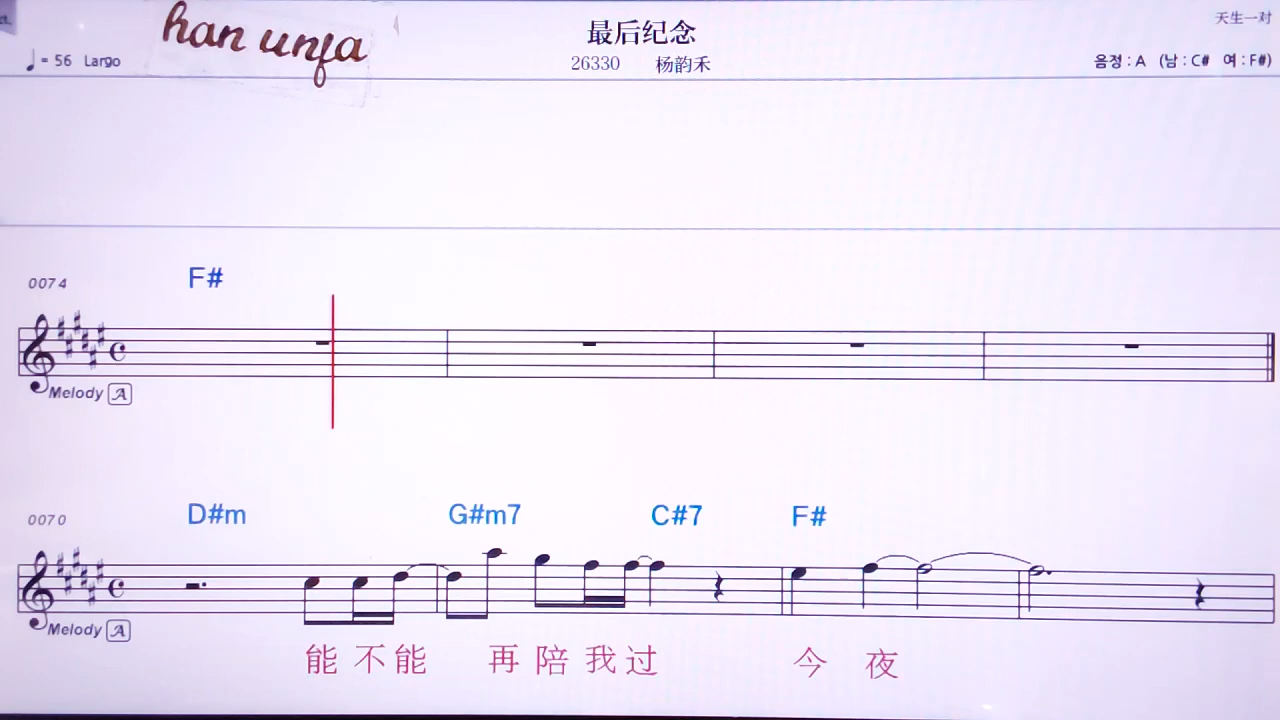 han unfa
最后纪念
天生一对
♩= 56 Largo
26330 杨韵禾
음정 : A (남 : C# 여 : F#)
0074
F#
Melody A
0070
D#m G#m7 C#7 F#
Melody A
能 不 能 再 陪 我 过 今 夜